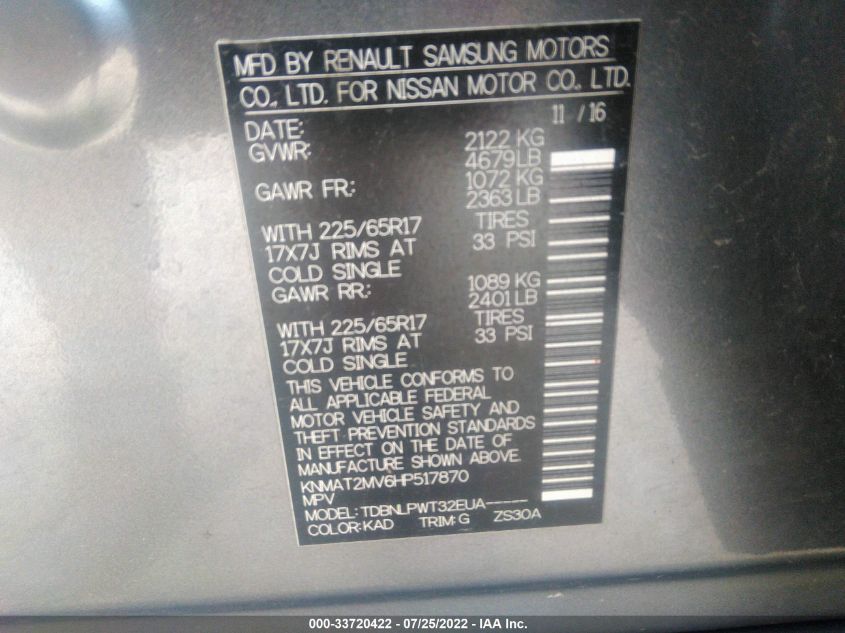 MFD BY RENAULT SAMSUNG MOTORS
CO., LTD. FOR NISSAN MOTOR CO., LTD.
DATE: 11 / 16
GVWR: 2122 KG
4679 LB
GAWR FR: 1072 KG
2363 LB
WITH 225/65R17 TIRES
17X7J RIMS AT 33 PSI
COLD SINGLE
GAWR RR: 1089 KG
2401 LB
WITH 225/65R17 TIRES
17X7J RIMS AT 33 PSI
COLD SINGLE
THIS VEHICLE CONFORMS TO
ALL APPLICABLE FEDERAL
MOTOR VEHICLE SAFETY AND
THEFT PREVENTION STANDARDS
IN EFFECT ON THE DATE OF
MANUFACTURE SHOWN ABOVE.
KNMAT2MV6HP517870
MPV
MODEL: TDBNLPWT32EUA-----
COLOR: KAD TRIM: G ZS30A
000-33720422 - 07/25/2022 - IAA Inc.